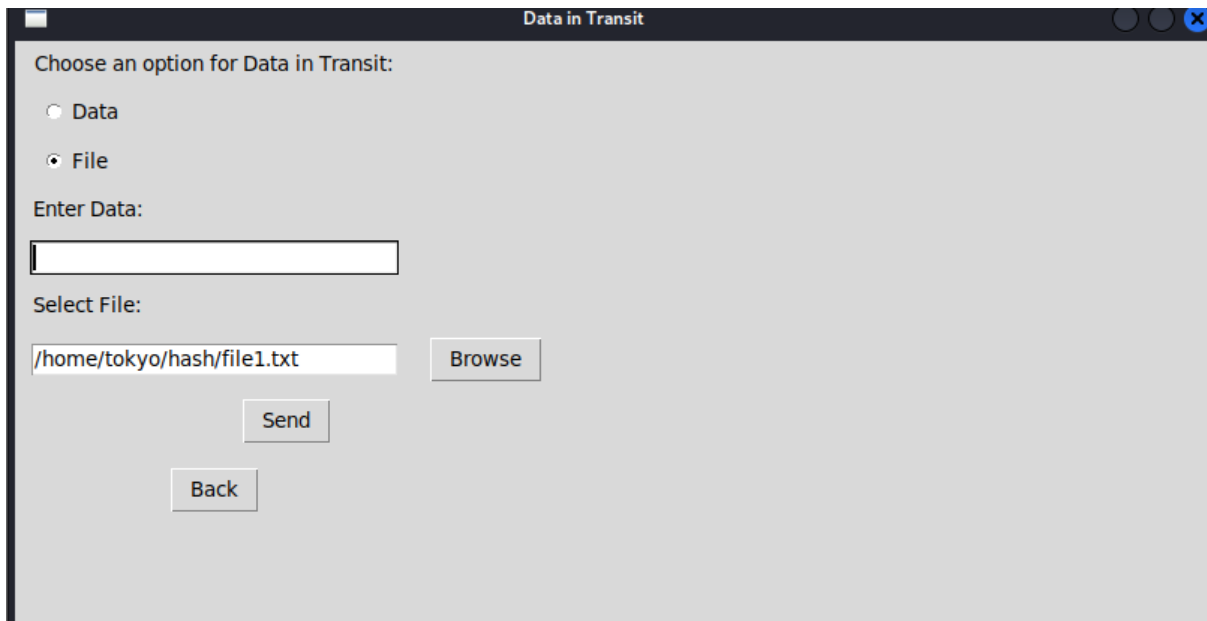 Data in Transit
Choose an option for Data in Transit:
Data
File
Enter Data:
Select File:
/home/tokyo/hash/file1.txt Browse
Send
Back